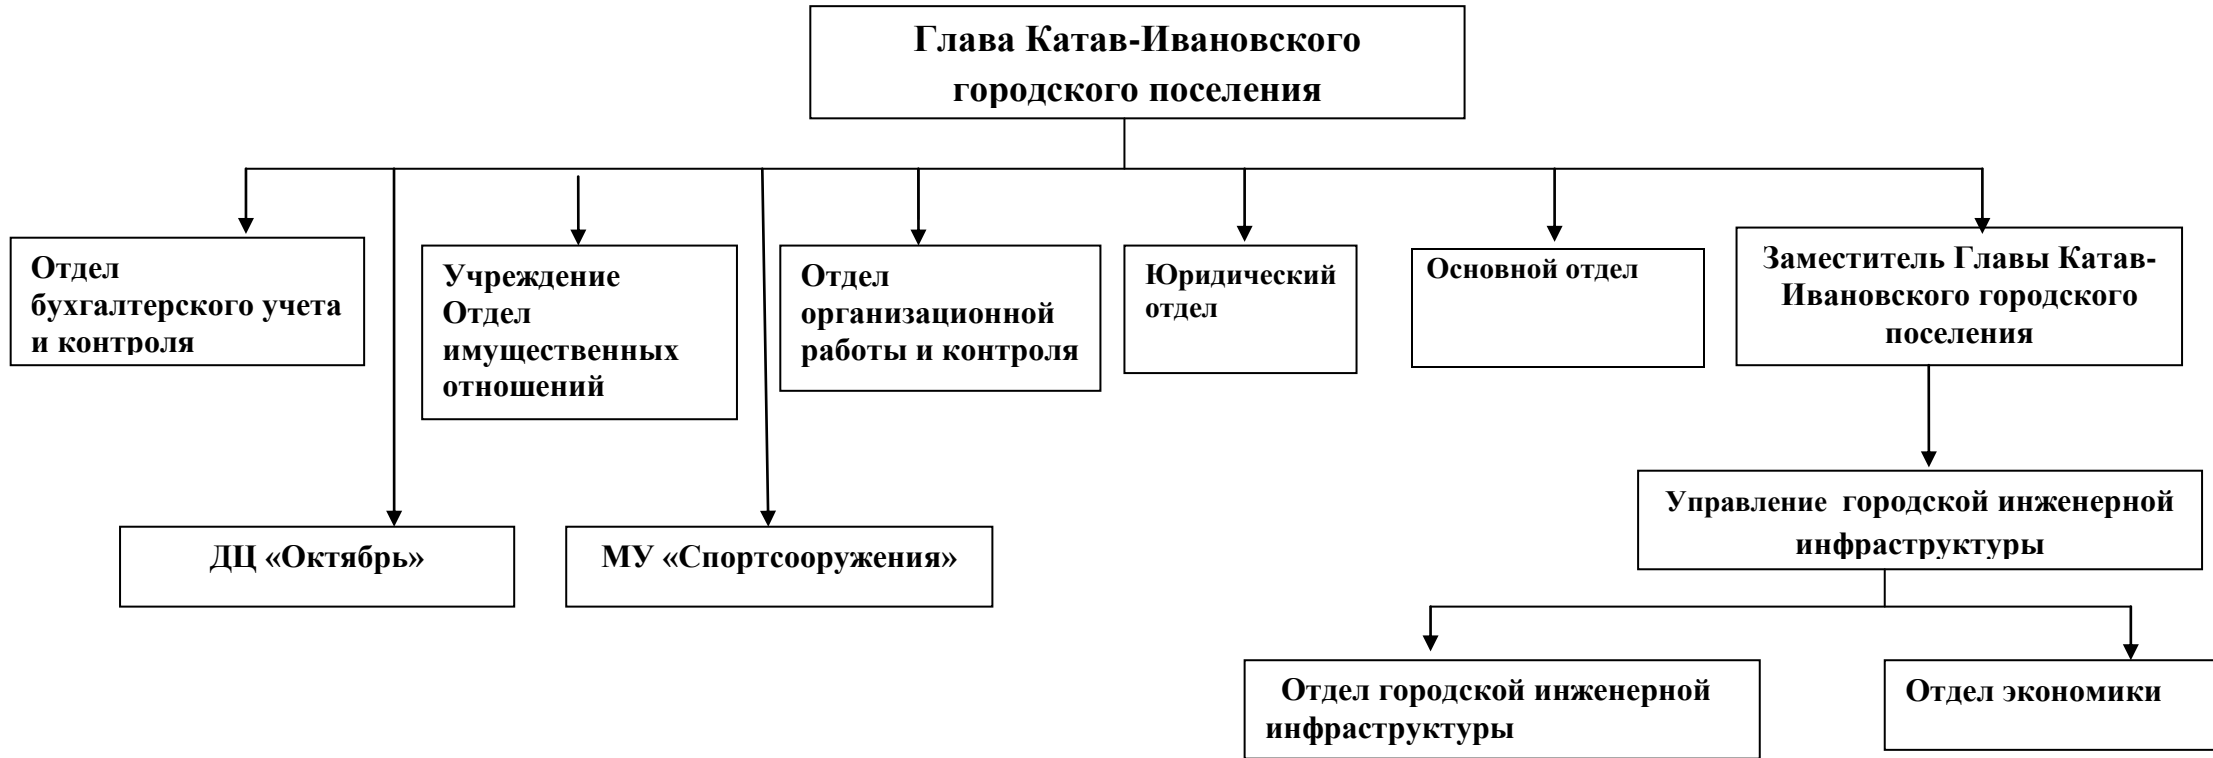 Глава Катав-Ивановского
городского поселения
Отдел
бухгалтерского учета
и контроля
Учреждение
Отдел
имущественных
отношений
Отдел
организационной
работы и контроля
Юридический
отдел
Основной отдел
Заместитель Главы Катав-
Ивановского городского
поселения
ДЦ «Октябрь»
МУ «Спортсооружения»
Управление городской инженерной
инфраструктуры
Отдел городской инженерной
инфраструктуры
Отдел экономики